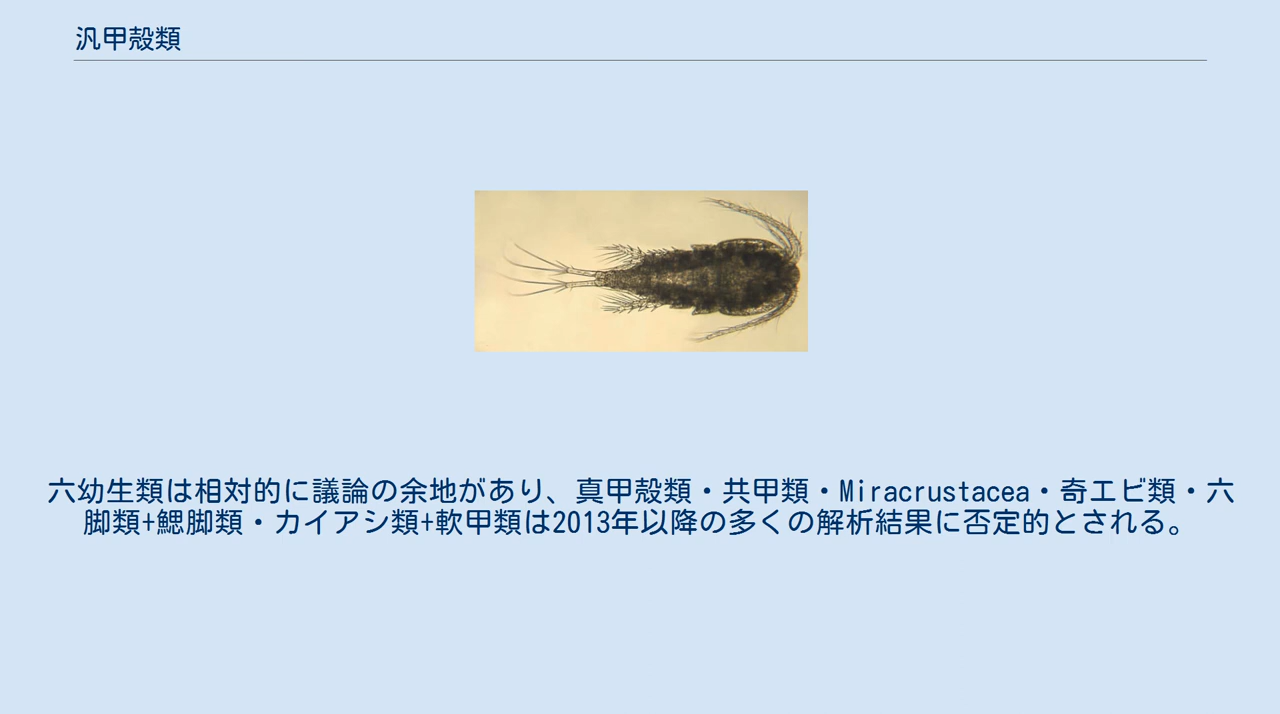 汎甲殻類
六幼生類は相対的に議論の余地があり、真甲殻類・共甲類・Miracrustacea・奇エビ類・六
脚類+鰓脚類・カイアシ類+軟甲類は2013年以降の多くの解析結果に否定的とされる。